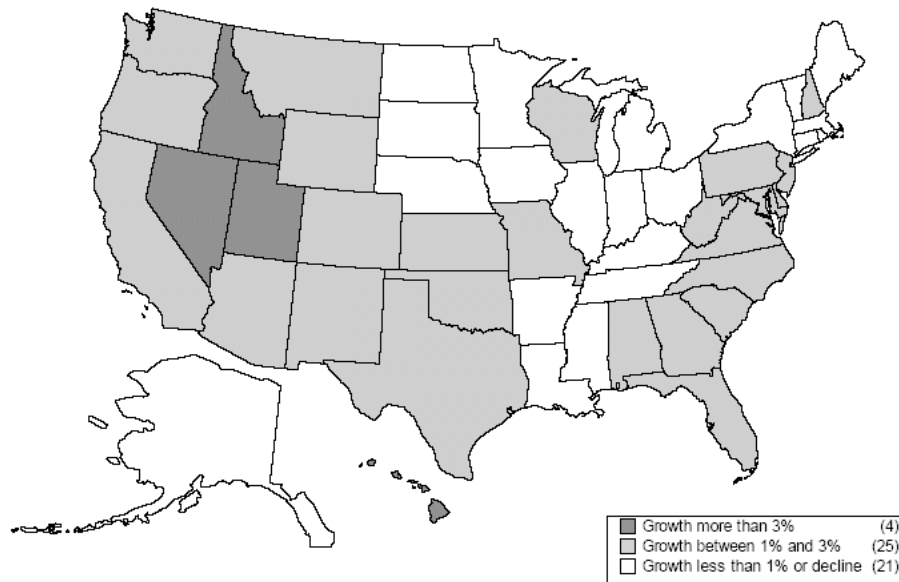 Growth more than 3% (4)
Growth between 1% and 3% (25)
Growth less than 1% or decline (21)